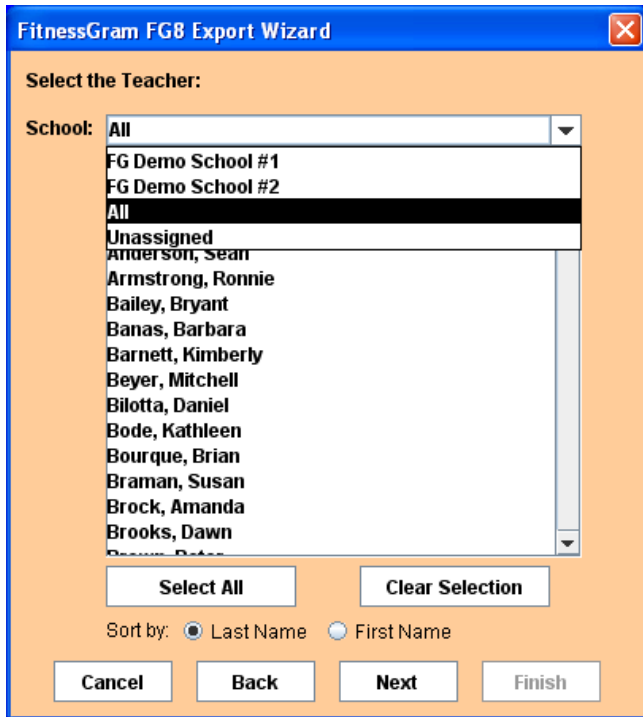 FitnessGram FG8 Export Wizard
Select the Teacher:
School: All
FG Demo School #1
FG Demo School #2
All
Unassigned
Anderson, Sean
Armstrong, Ronnie
Bailey, Bryant
Banas, Barbara
Barnett, Kimberly
Beyer, Mitchell
Bilotta, Daniel
Bode, Kathleen
Bourque, Brian
Braman, Susan
Brock, Amanda
Brooks, Dawn
Select All Clear Selection
Sort by: Last Name First Name
Cancel Back Next Finish